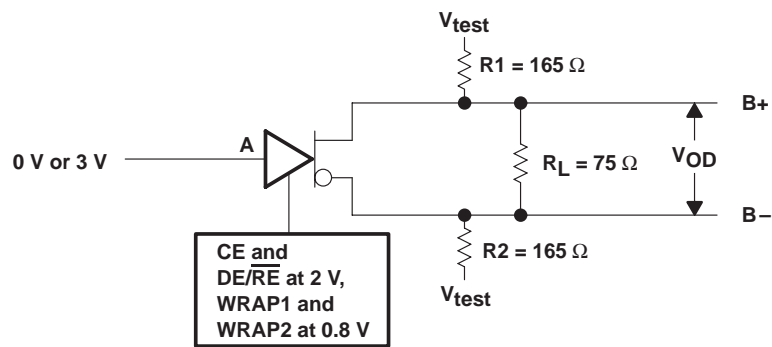 Vtest
R1 = 165 Ω
B+
A
0 V or 3 V
RL = 75 Ω
VOD
B−
CE and
DE/R̅E̅ at 2 V,
WRAP1 and
WRAP2 at 0.8 V
R2 = 165 Ω
Vtest